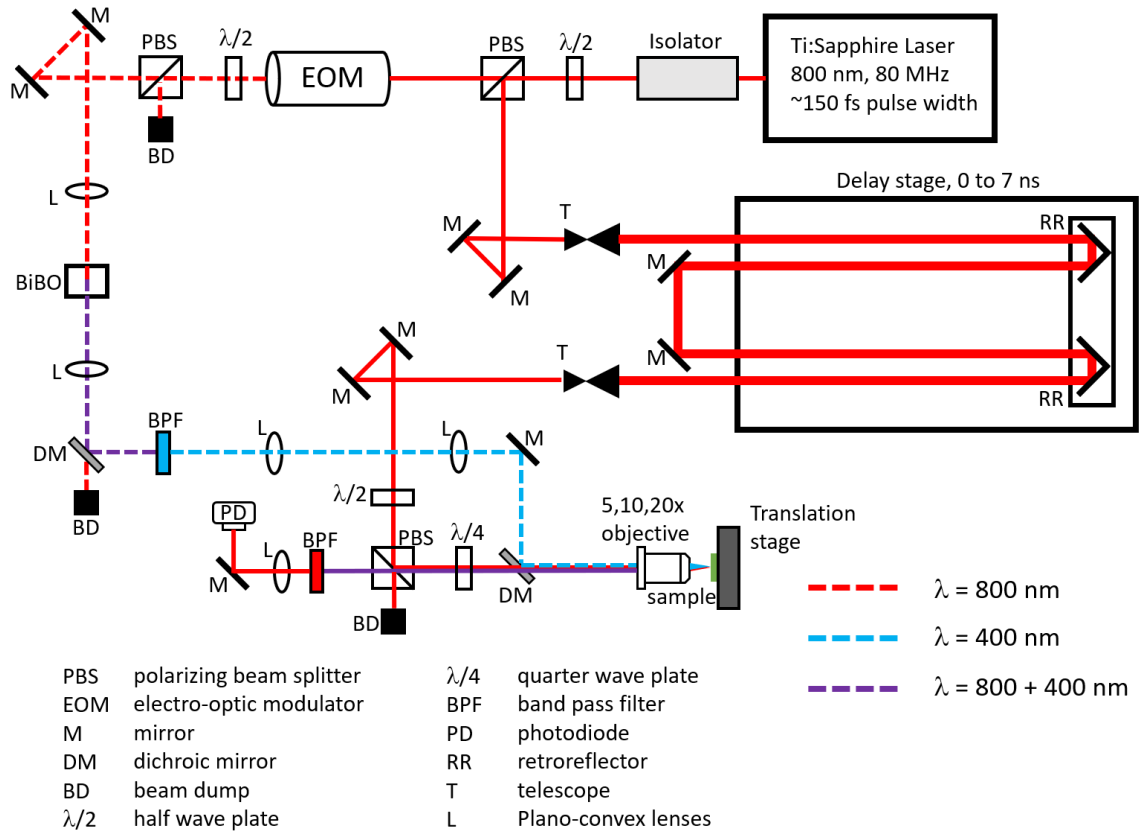 M
PBS
λ/2
EOM
PBS
λ/2
Isolator
Ti:Sapphire Laser
800 nm, 80 MHz
~150 fs pulse width
M
BD
L
Delay stage, 0 to 7 ns
RR
T
M
M
M
BiBO
L
M
M
T
M
RR
DM
BPF
L
L
M
BD
λ/2
PD
L
BPF
PBS
λ/4
5,10,20x
objective
Translation
stage
M
BD
DM
sample
λ = 800 nm
λ = 400 nm
λ = 800 + 400 nm
PBS polarizing beam splitter
EOM electro-optic modulator
M mirror
DM dichroic mirror
BD beam dump
λ/2 half wave plate
λ/4 quarter wave plate
BPF band pass filter
PD photodiode
RR retroreflector
T telescope
L Plano-convex lenses